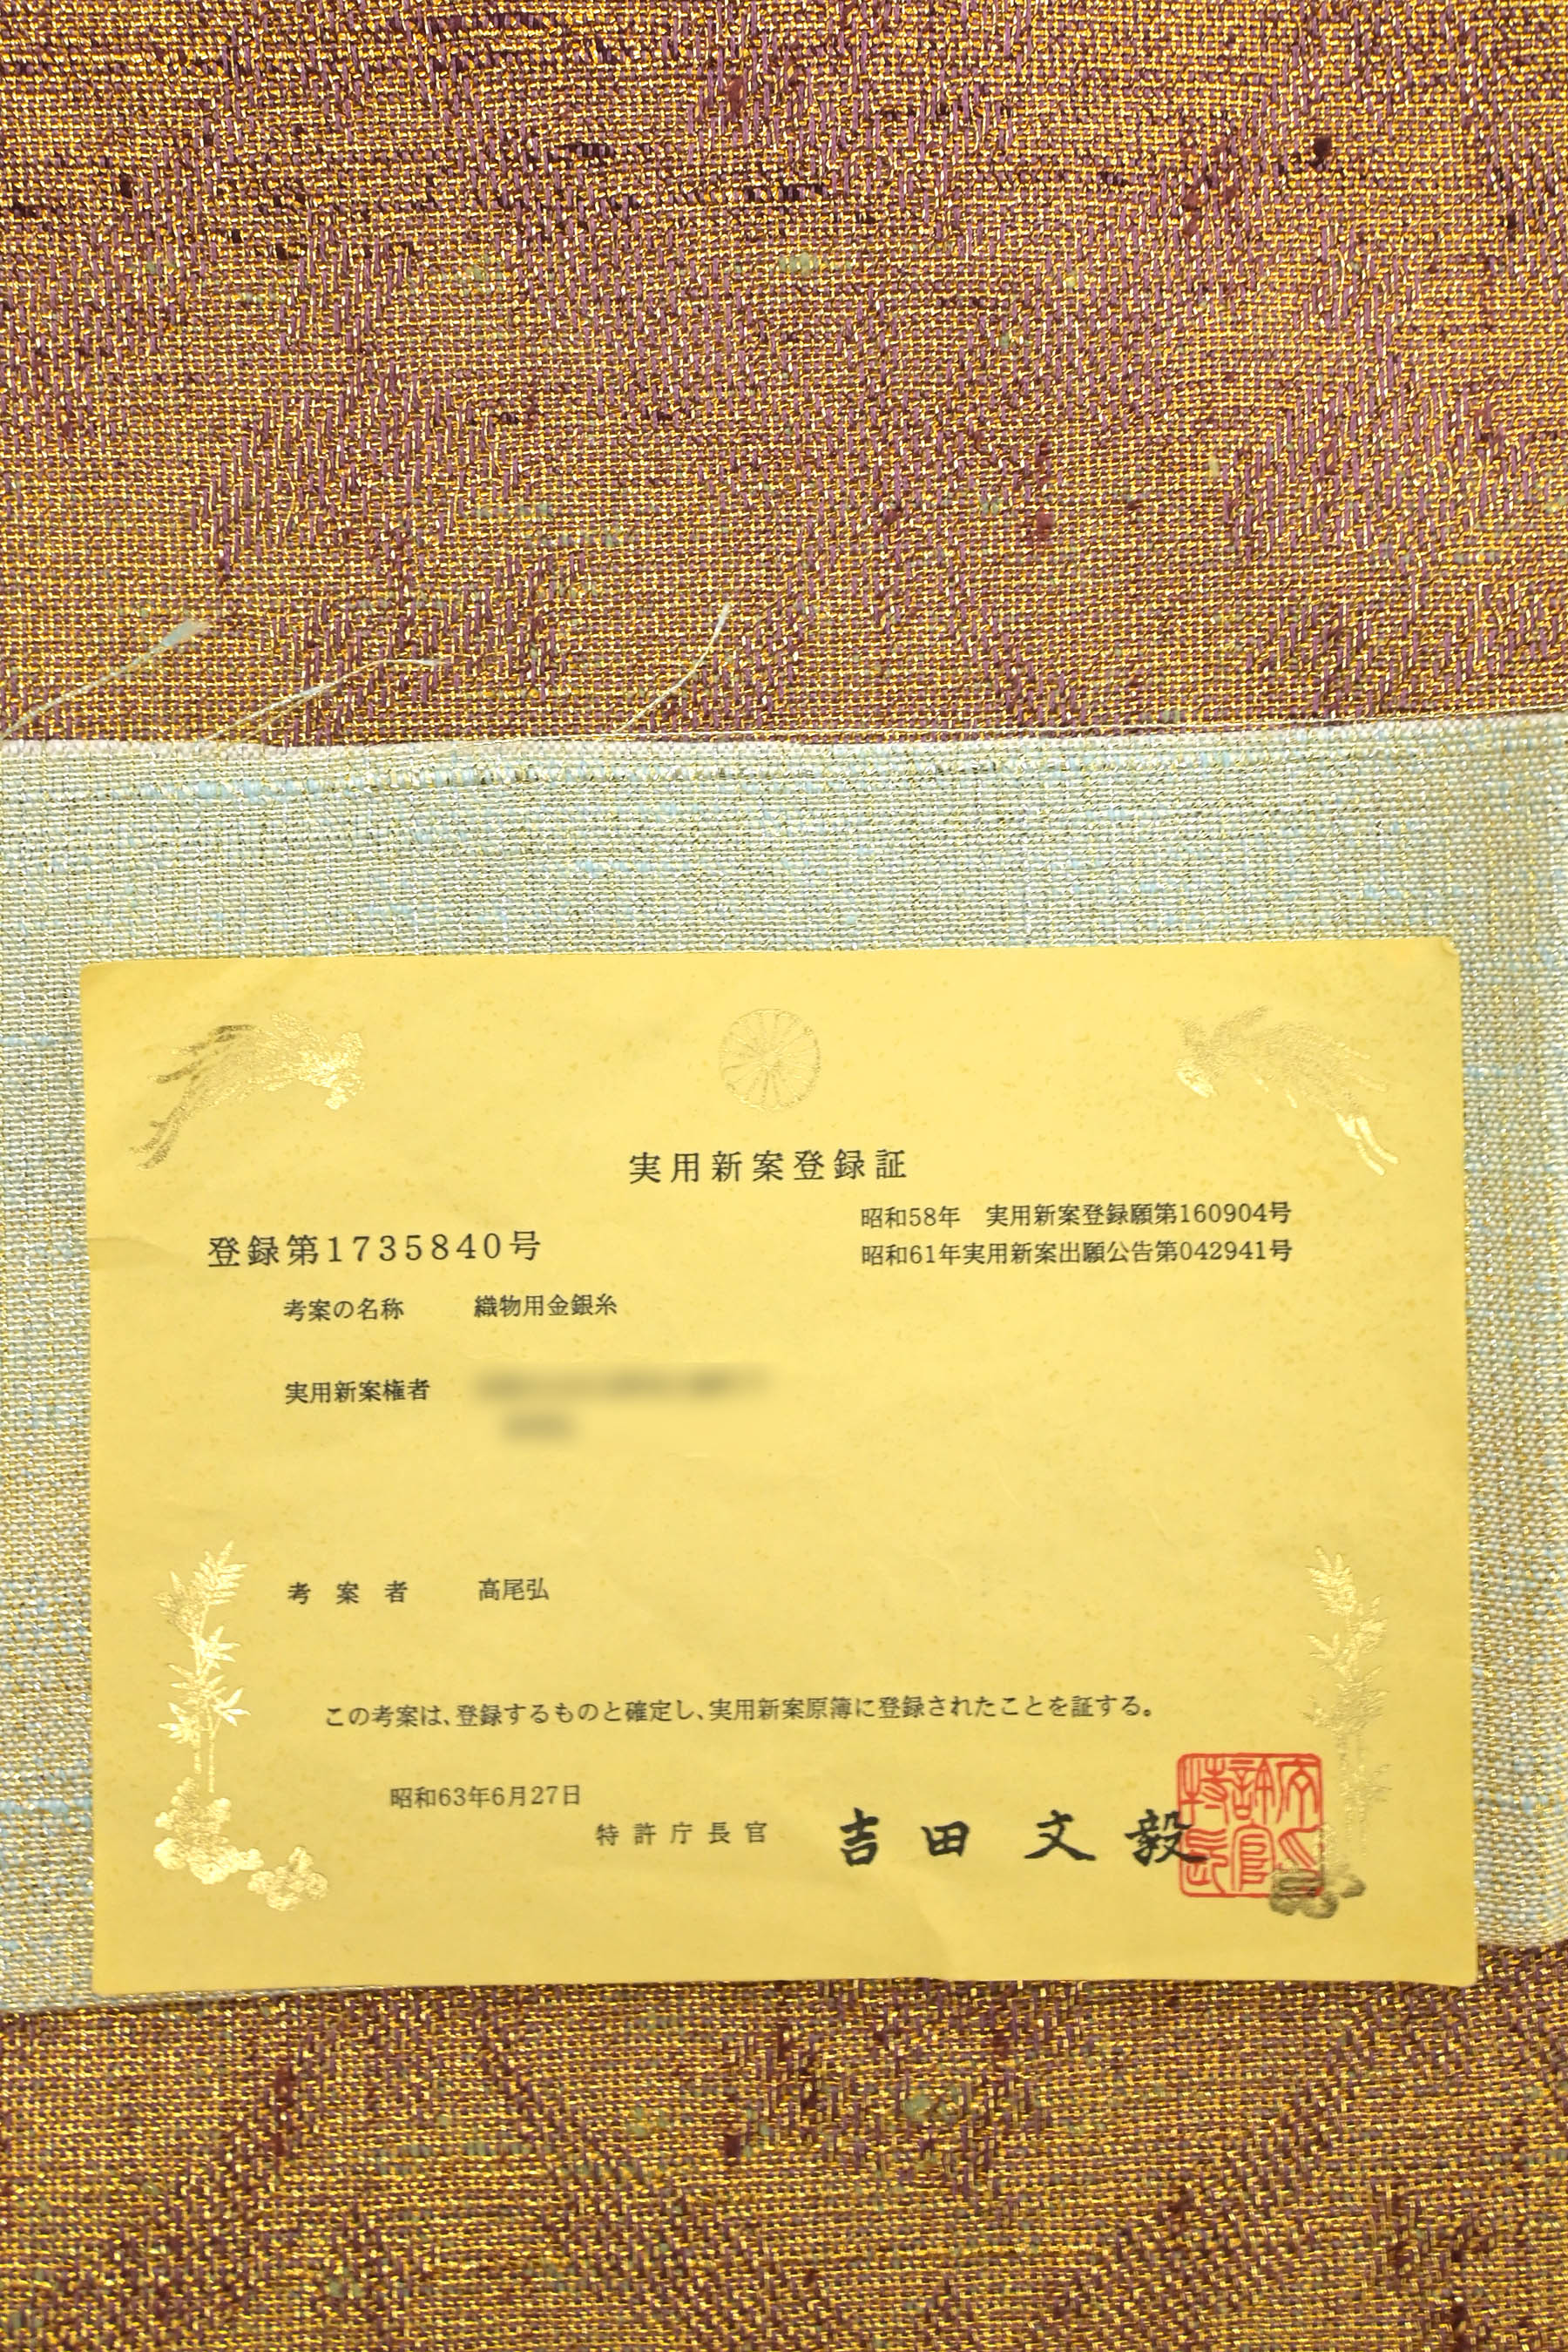 実用新案登録証
昭和58年 実用新案登録願第160904号
登録第1735840号
昭和61年実用新案出願公告第042941号
考案の名称 織物用金銀糸
実用新案権者
考案者 高尾弘
この考案は、登録するものと確定し、実用新案原簿に登録されたことを証する。
昭和63年6月27日
特許庁長官 吉田文毅
特許庁長官之印